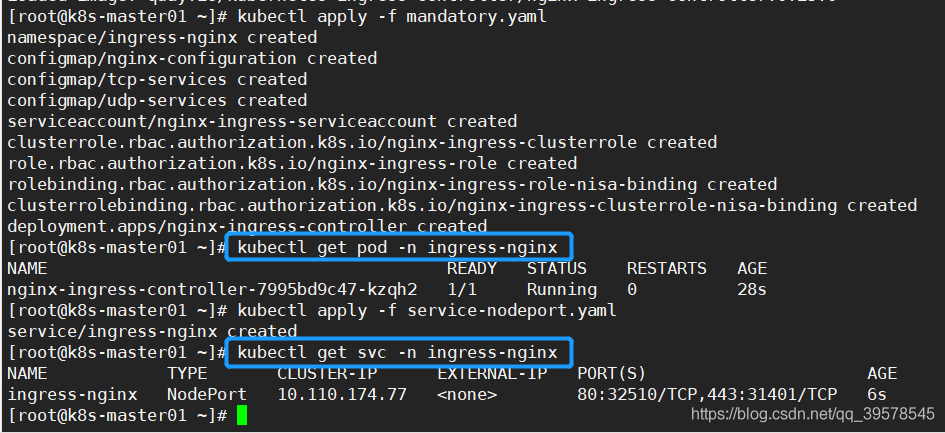 [root@k8s-master01 ~]# kubectl apply -f mandatory.yaml
namespace/ingress-nginx created
configmap/nginx-configuration created
configmap/tcp-services created
configmap/udp-services created
serviceaccount/nginx-ingress-serviceaccount created
clusterrole.rbac.authorization.k8s.io/nginx-ingress-clusterrole created
role.rbac.authorization.k8s.io/nginx-ingress-role created
rolebinding.rbac.authorization.k8s.io/nginx-ingress-role-nisa-binding created
clusterrolebinding.rbac.authorization.k8s.io/nginx-ingress-clusterrole-nisa-binding created
deployment.apps/nginx-ingress-controller created
[root@k8s-master01 ~]# kubectl get pod -n ingress-nginx
NAME READY STATUS RESTARTS AGE
nginx-ingress-controller-7995bd9c47-kzqh2 1/1 Running 0 28s
[root@k8s-master01 ~]# kubectl apply -f service-nodeport.yaml
service/ingress-nginx created
[root@k8s-master01 ~]# kubectl get svc -n ingress-nginx
NAME TYPE CLUSTER-IP EXTERNAL-IP PORT(S) AGE
ingress-nginx NodePort 10.110.174.77 <none> 80:32510/TCP,443:31401/TCP 6s
[root@k8s-master01 ~]#
https://blog.csdn.net/qq_39578545